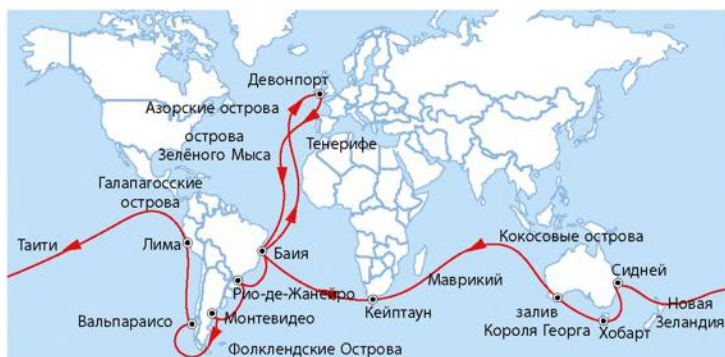 Девонпорт
Азорские острова
острова
Зелёного Мыса
Тенерифе
Галапагосские
острова
Таити
Лима
Баия
Кокосовые острова
Сидней
Рио-де-Жанейро
Маврикий
Вальпараисо
Монтевидео
Кейптаун
залив
Короля Георга
Хобарт
Новая
Зеландия
Фолклендские Острова